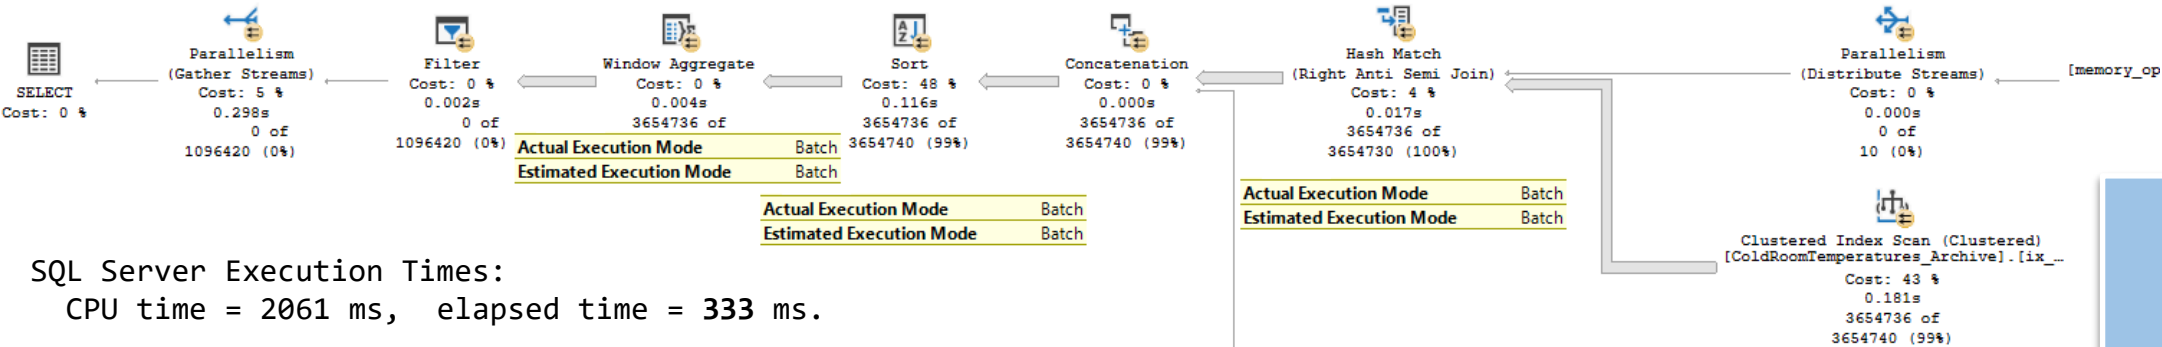 SELECT
Cost: 0 %
Parallelism
(Gather Streams)
Cost: 5 %
0.298s
0 of
1096420 (0%)
Filter
Cost: 0 %
0.002s
0 of
1096420 (0%)
Window Aggregate
Cost: 0 %
0.004s
3654736 of
Actual Execution Mode Batch
Estimated Execution Mode Batch
Sort
Cost: 48 %
0.116s
3654736 of
3654740 (99%)
Actual Execution Mode Batch
Estimated Execution Mode Batch
Concatenation
Cost: 0 %
0.000s
3654736 of
3654740 (99%)
Hash Match
(Right Anti Semi Join)
Cost: 4 %
0.017s
3654736 of
3654730 (100%)
Actual Execution Mode Batch
Estimated Execution Mode Batch
Parallelism
(Distribute Streams)
Cost: 0 %
0.000s
0 of
10 (0%)
[memory_op
Clustered Index Scan (Clustered)
[ColdRoomTemperatures_Archive].[ix_…
Cost: 43 %
0.181s
3654736 of
3654740 (99%)
SQL Server Execution Times:
CPU time = 2061 ms, elapsed time = 333 ms.